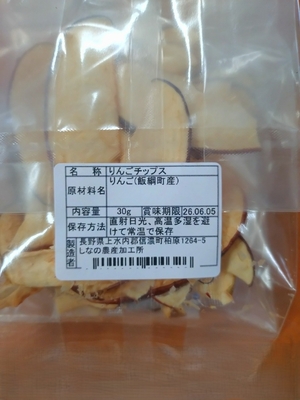 名 称 りんごチップス
原材料名 りんご(飯綱町産)
内容量 30g 賞味期限 26.06.05
保存方法 直射日光、高温多湿を避
けて常温で保存
製造者 長野県上水内郡信濃町柏原1264-5
しなの農産加工所